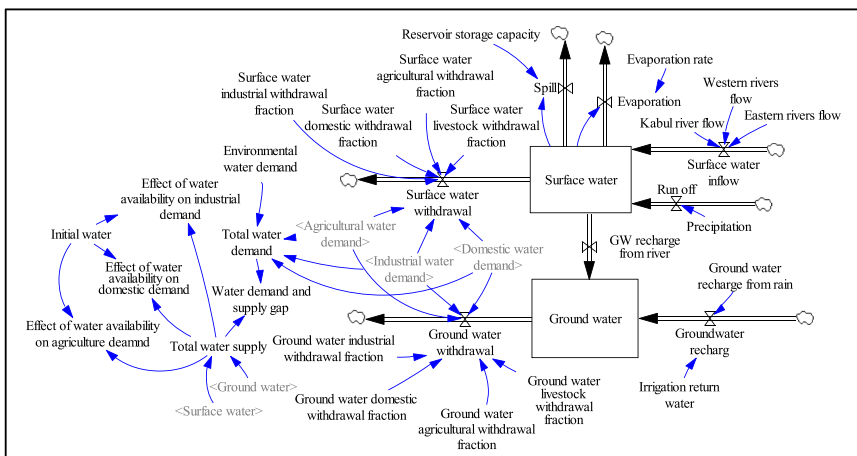 Reservoir storage capacity
Surface water
industrial withdrawal
fraction
Surface water
agricultural withdrawal
fraction
Surface water
domestic withdrawal
fraction
Surface water
livestock withdrawal
fraction
Spill
Evaporation rate
Evaporation
Western rivers
flow
Kabul river flow
Eastern rivers flow
Surface water
inflow
Surface water
Run off
Precipitation
Environmental
water demand
Effect of water
availability on industrial
demand
Initial water
Effect of water
availability on
domestic demand
Effect of water availability
on agriculture deamnd
Total water
demand
<Agricultural water
demand>
Surface water
withdrawal
<Industrial water
demand>
<Domestic water
demand>
Water demand and
supply gap
Total water supply
<Ground water>
<Surface water>
GW recharge
from river
Ground water
Ground water
recharge from rain
Groundwater
recharg
Irrigation return
water
Ground water industrial
withdrawal fraction
Ground water
withdrawal
Ground water domestic
withdrawal fraction
Ground water
agricultural withdrawal
fraction
Ground water
livestock
withdrawal
fraction